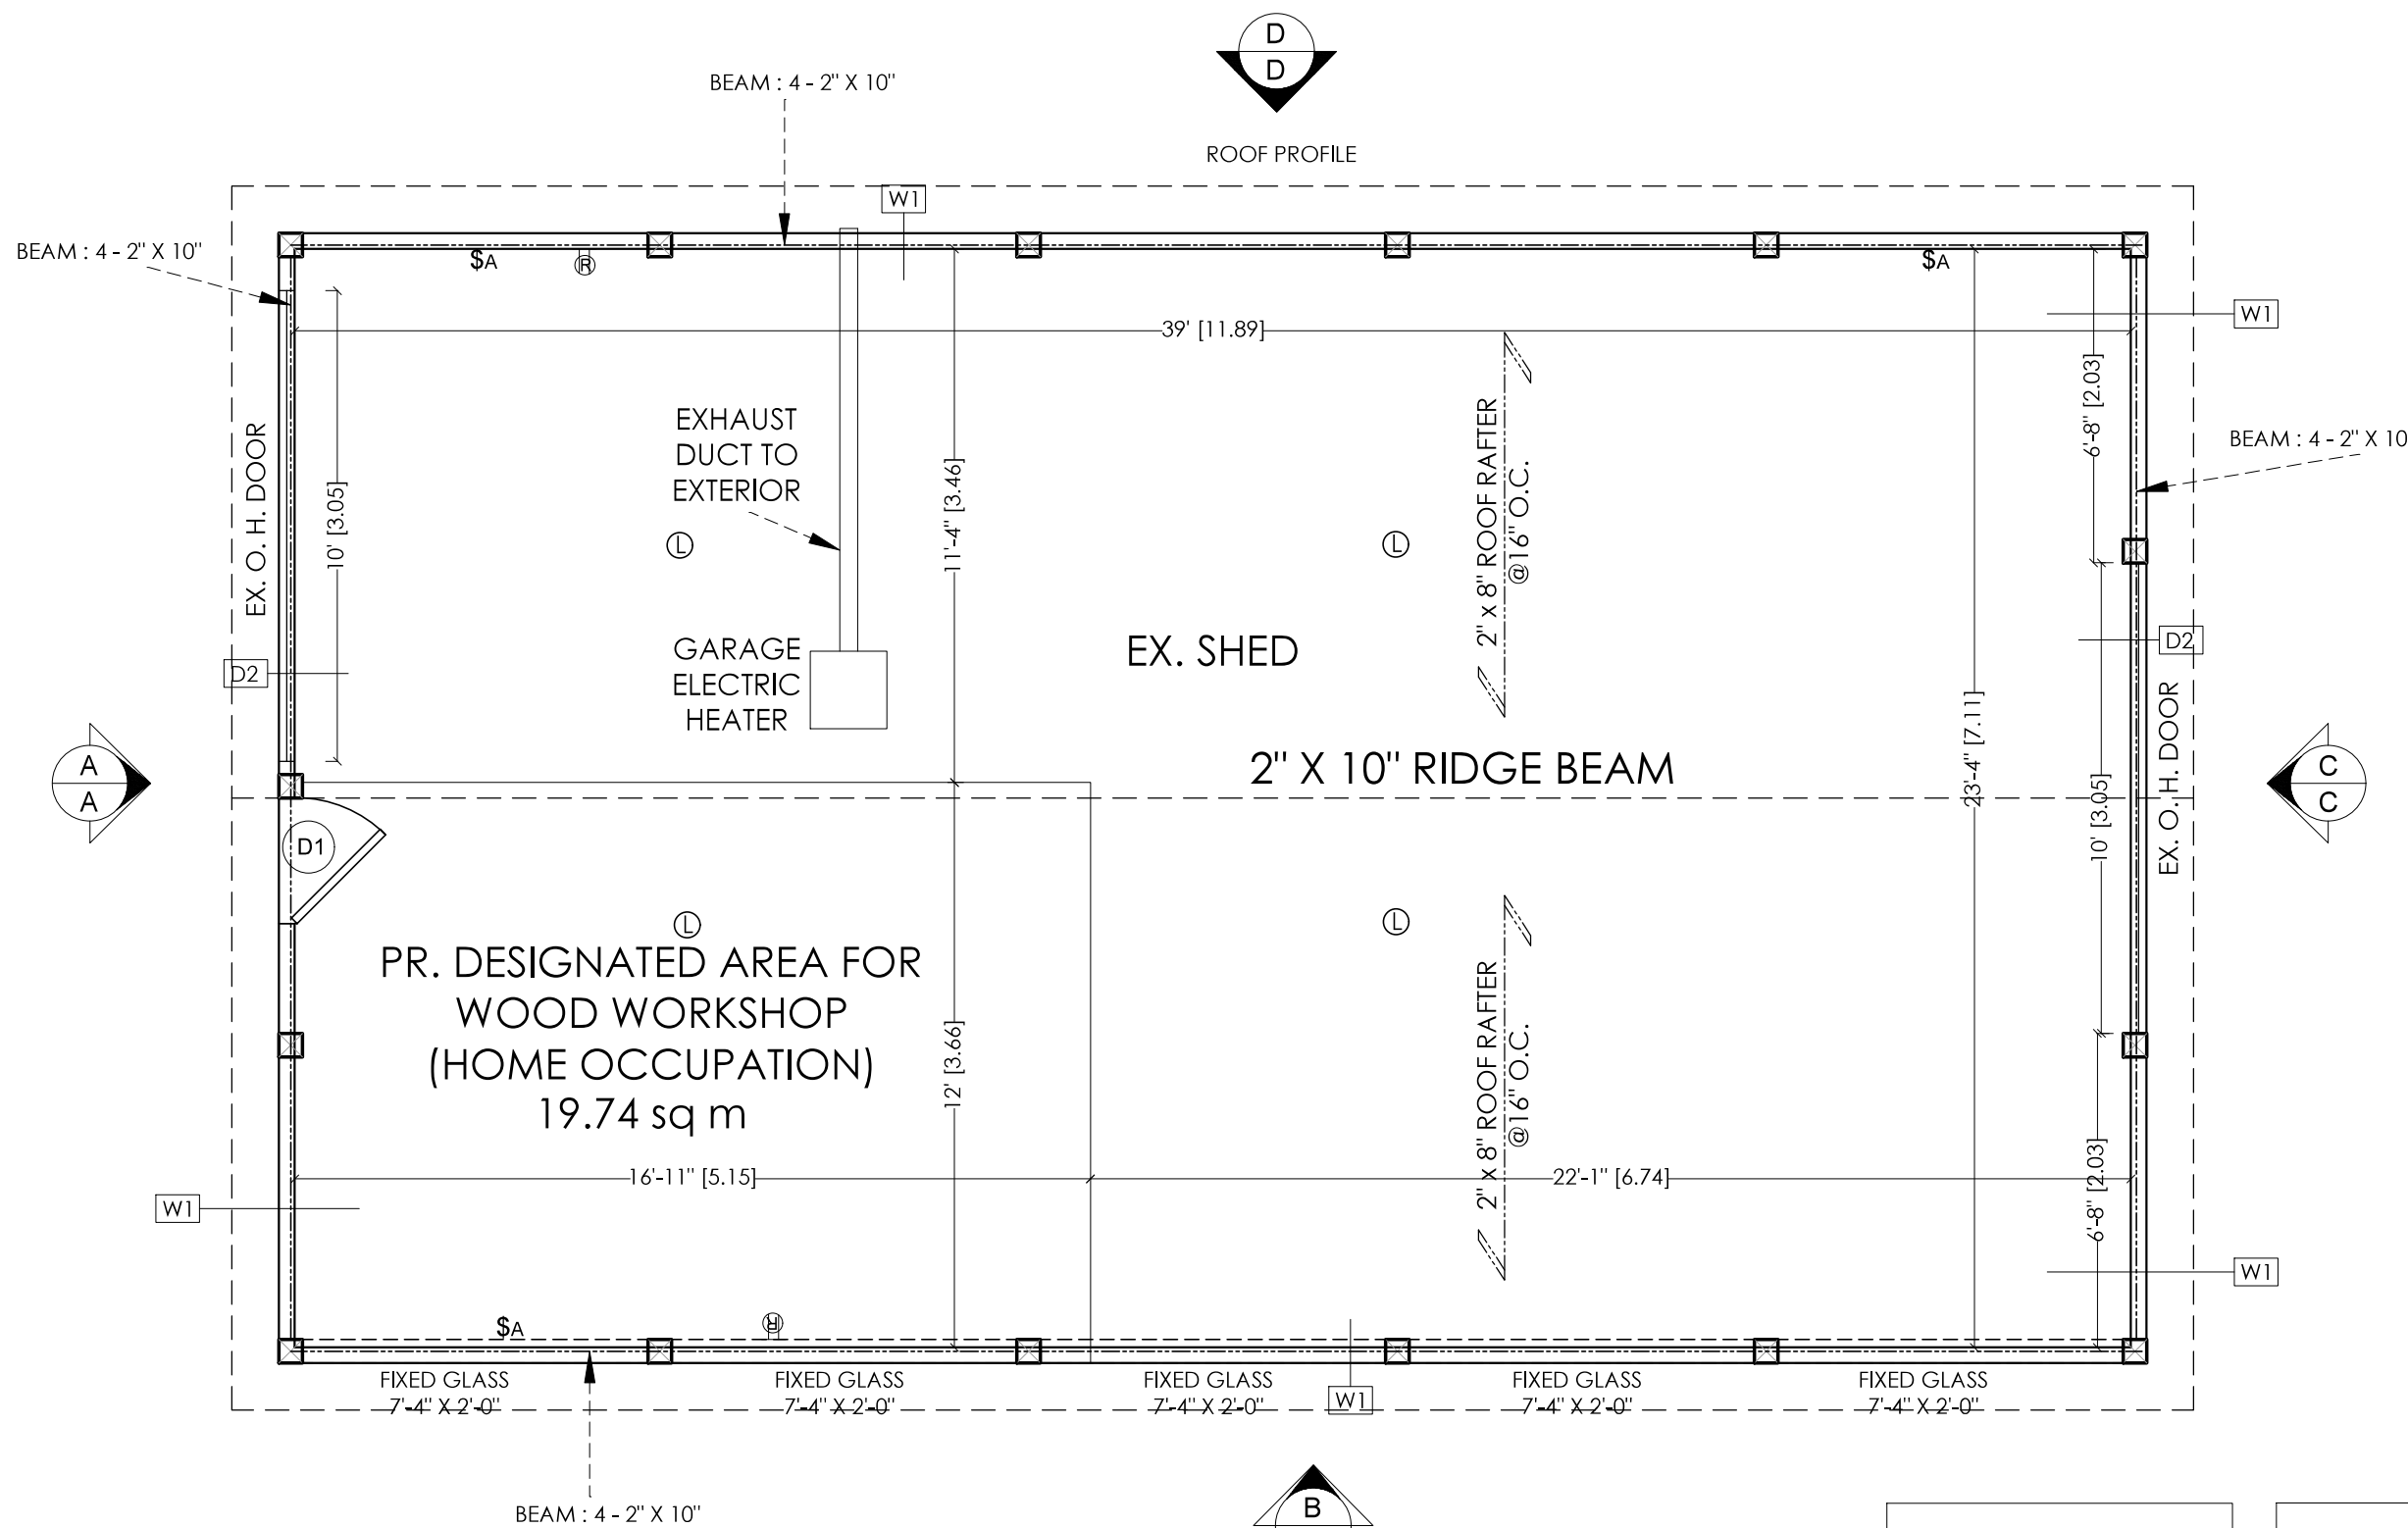 D
D
BEAM : 4 - 2" X 10"
ROOF PROFILE
W1
BEAM : 4 - 2" X 10"
$A
R
$A
W1
39' [11.89]
6'-8" [2.03]
EXHAUST
DUCT TO
EXTERIOR
EX. O. H. DOOR
10' [3.05]
11'-4" [3.46]
2" x 8" ROOF RAFTER
@16" O.C.
BEAM : 4 - 2" X 10
L
L
GARAGE
ELECTRIC
HEATER
EX. SHED
D2
D2
23'-4" [7.11]
A
A
2" X 10" RIDGE BEAM
C
C
10' [3.05]
EX. O. H. DOOR
D1
L
L
PR. DESIGNATED AREA FOR
WOOD WORKSHOP
(HOME OCCUPATION)
19.74 sq m
12' [3.66]
2" x 8" ROOF RAFTER
@16" O.C.
16'-11" [5.15]
22'-1" [6.74]
6'-8" [2.03]
W1
W1
$A
R
FIXED GLASS
7'-4" X 2'-0"
FIXED GLASS
7'-4" X 2'-0"
FIXED GLASS
7'-4" X 2'-0"
W1
FIXED GLASS
7'-4" X 2'-0"
FIXED GLASS
7'-4" X 2'-0"
BEAM : 4 - 2" X 10"
B